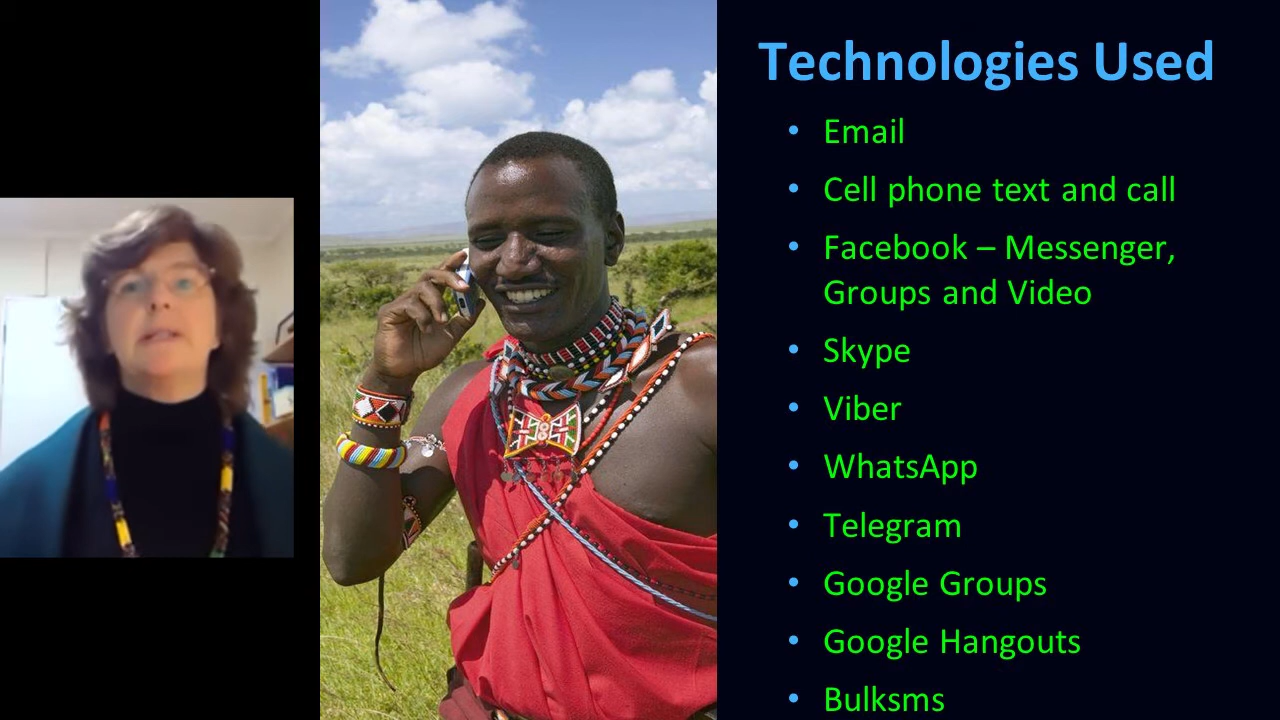 Technologies Used
• Email
• Cell phone text and call
• Facebook – Messenger,
Groups and Video
• Skype
• Viber
• WhatsApp
• Telegram
• Google Groups
• Google Hangouts
• Bulksms